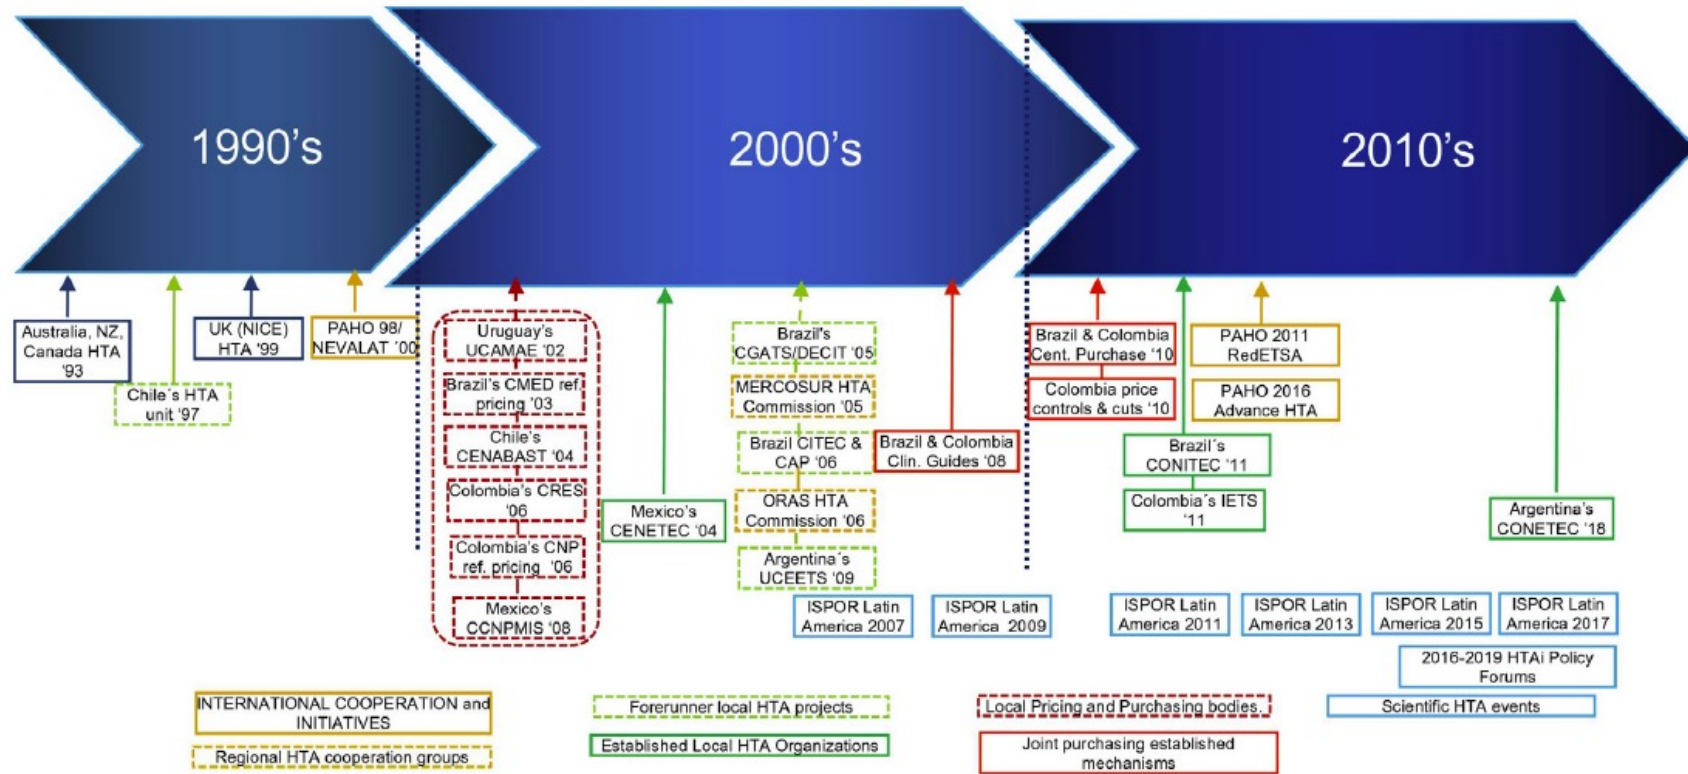 1990's
2000's
2010's
Australia, NZ,
Canada HTA
'93
Chile´s HTA
unit '97
UK (NICE)
HTA '99
PAHO 98/
NEVALAT ´00
Uruguay's
UCAMAE '02
Brazil's CMED ref.
pricing '03
Chile's
CENABAST '04
Colombia's CRES
'06
Colombia's CNP
ref. pricing '06
Mexico's
CCNPMIS '08
Mexico's
CENETEC '04
Brazil's
CGATS/DECIT '05
MERCOSUR HTA
Commission '05
Brazil CITEC &
CAP '06
ORAS HTA
Commission '06
Argentina´s
UCEETS '09
Brazil & Colombia
Clin. Guides '08
Brazil & Colombia
Cent. Purchase '10
Colombia price
controls & cuts '10
PAHO 2011
RedETSA
PAHO 2016
Advance HTA
Brazil´s
CONITEC '11
Colombia´s IETS
'11
Argentina's
CONETEC '18
ISPOR Latin
America 2007
ISPOR Latin
America 2009
ISPOR Latin
America 2011
ISPOR Latin
America 2013
ISPOR Latin
America 2015
ISPOR Latin
America 2017
2016-2019 HTAi Policy
Forums
INTERNATIONAL COOPERATION and
INITIATIVES
Regional HTA cooperation groups
Forerunner local HTA projects
Established Local HTA Organizations
Local Pricing and Purchasing bodies.
Joint purchasing established
mechanisms
Scientific HTA events